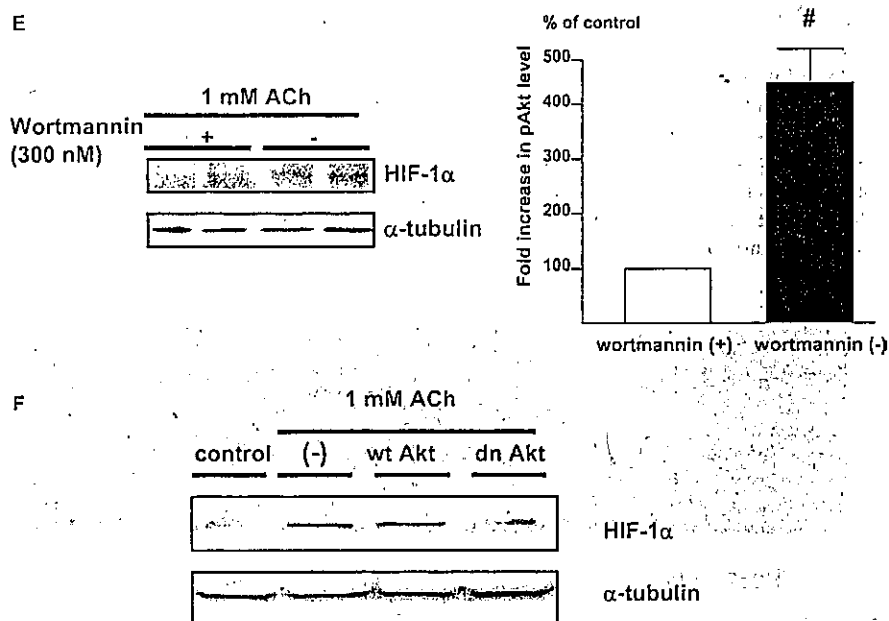 E
1 mM ACh
Wortmannin
(300 nM)
+ -
HIF-1α
α-tubulin
% of control
#
Fold increase in pAkt level
500
400
300
200
100
wortmannin (+) wortmannin (-)
F
1 mM ACh
control (-) wt Akt dn Akt
HIF-1α
α-tubulin